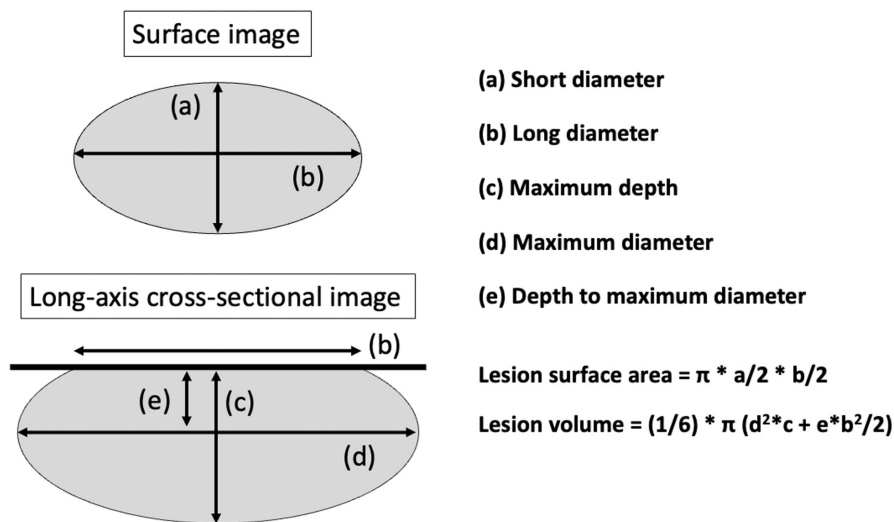 Surface image
(a)
(b)
Long-axis cross-sectional image
(b)
(e)
(c)
(d)
(a) Short diameter
(b) Long diameter
(c) Maximum depth
(d) Maximum diameter
(e) Depth to maximum diameter
Lesion surface area = π * a/2 * b/2
Lesion volume = (1/6) * π (d²*c + e*b²/2)